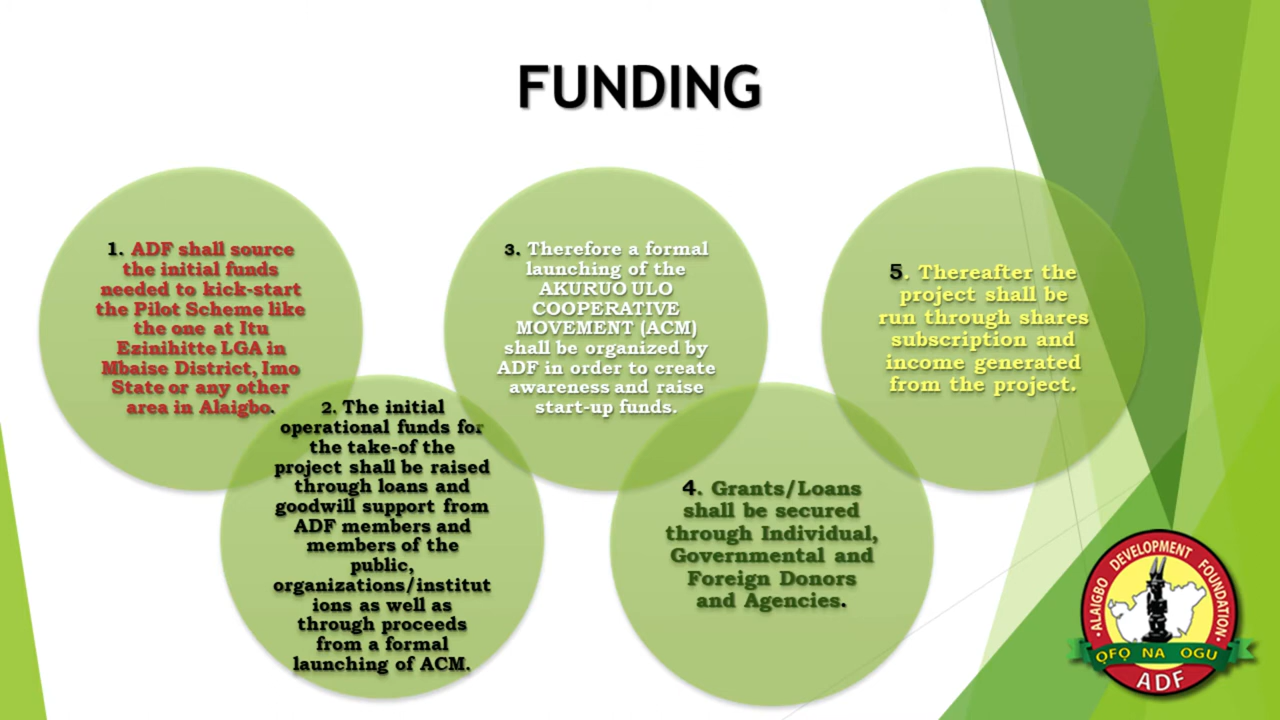 FUNDING
1. ADF shall source
the initial funds
needed to kick-start
the Pilot Scheme like
the one at Itu
Ezinihitte LGA in
Mbaise District, Imo
State or any other
area in Alaigbo.
2. The initial
operational funds for
the take-of the
project shall be raised
through loans and
goodwill support from
ADF members and
members of the
public,
organizations/institut
ions as well as
through proceeds
from a formal
launching of ACM.
3. Therefore a formal
launching of the
AKURUO ULO
COOPERATIVE
MOVEMENT (ACM)
shall be organized by
ADF in order to create
awareness and raise
start-up funds.
4. Grants/Loans
shall be secured
through Individual,
Governmental and
Foreign Donors
and Agencies.
5. Thereafter the
project shall be
run through shares
subscription and
income generated
from the project.
• ALAIGBO DEVELOPMENT FOUNDATION •
ỌFỌ NA OGU
ADF